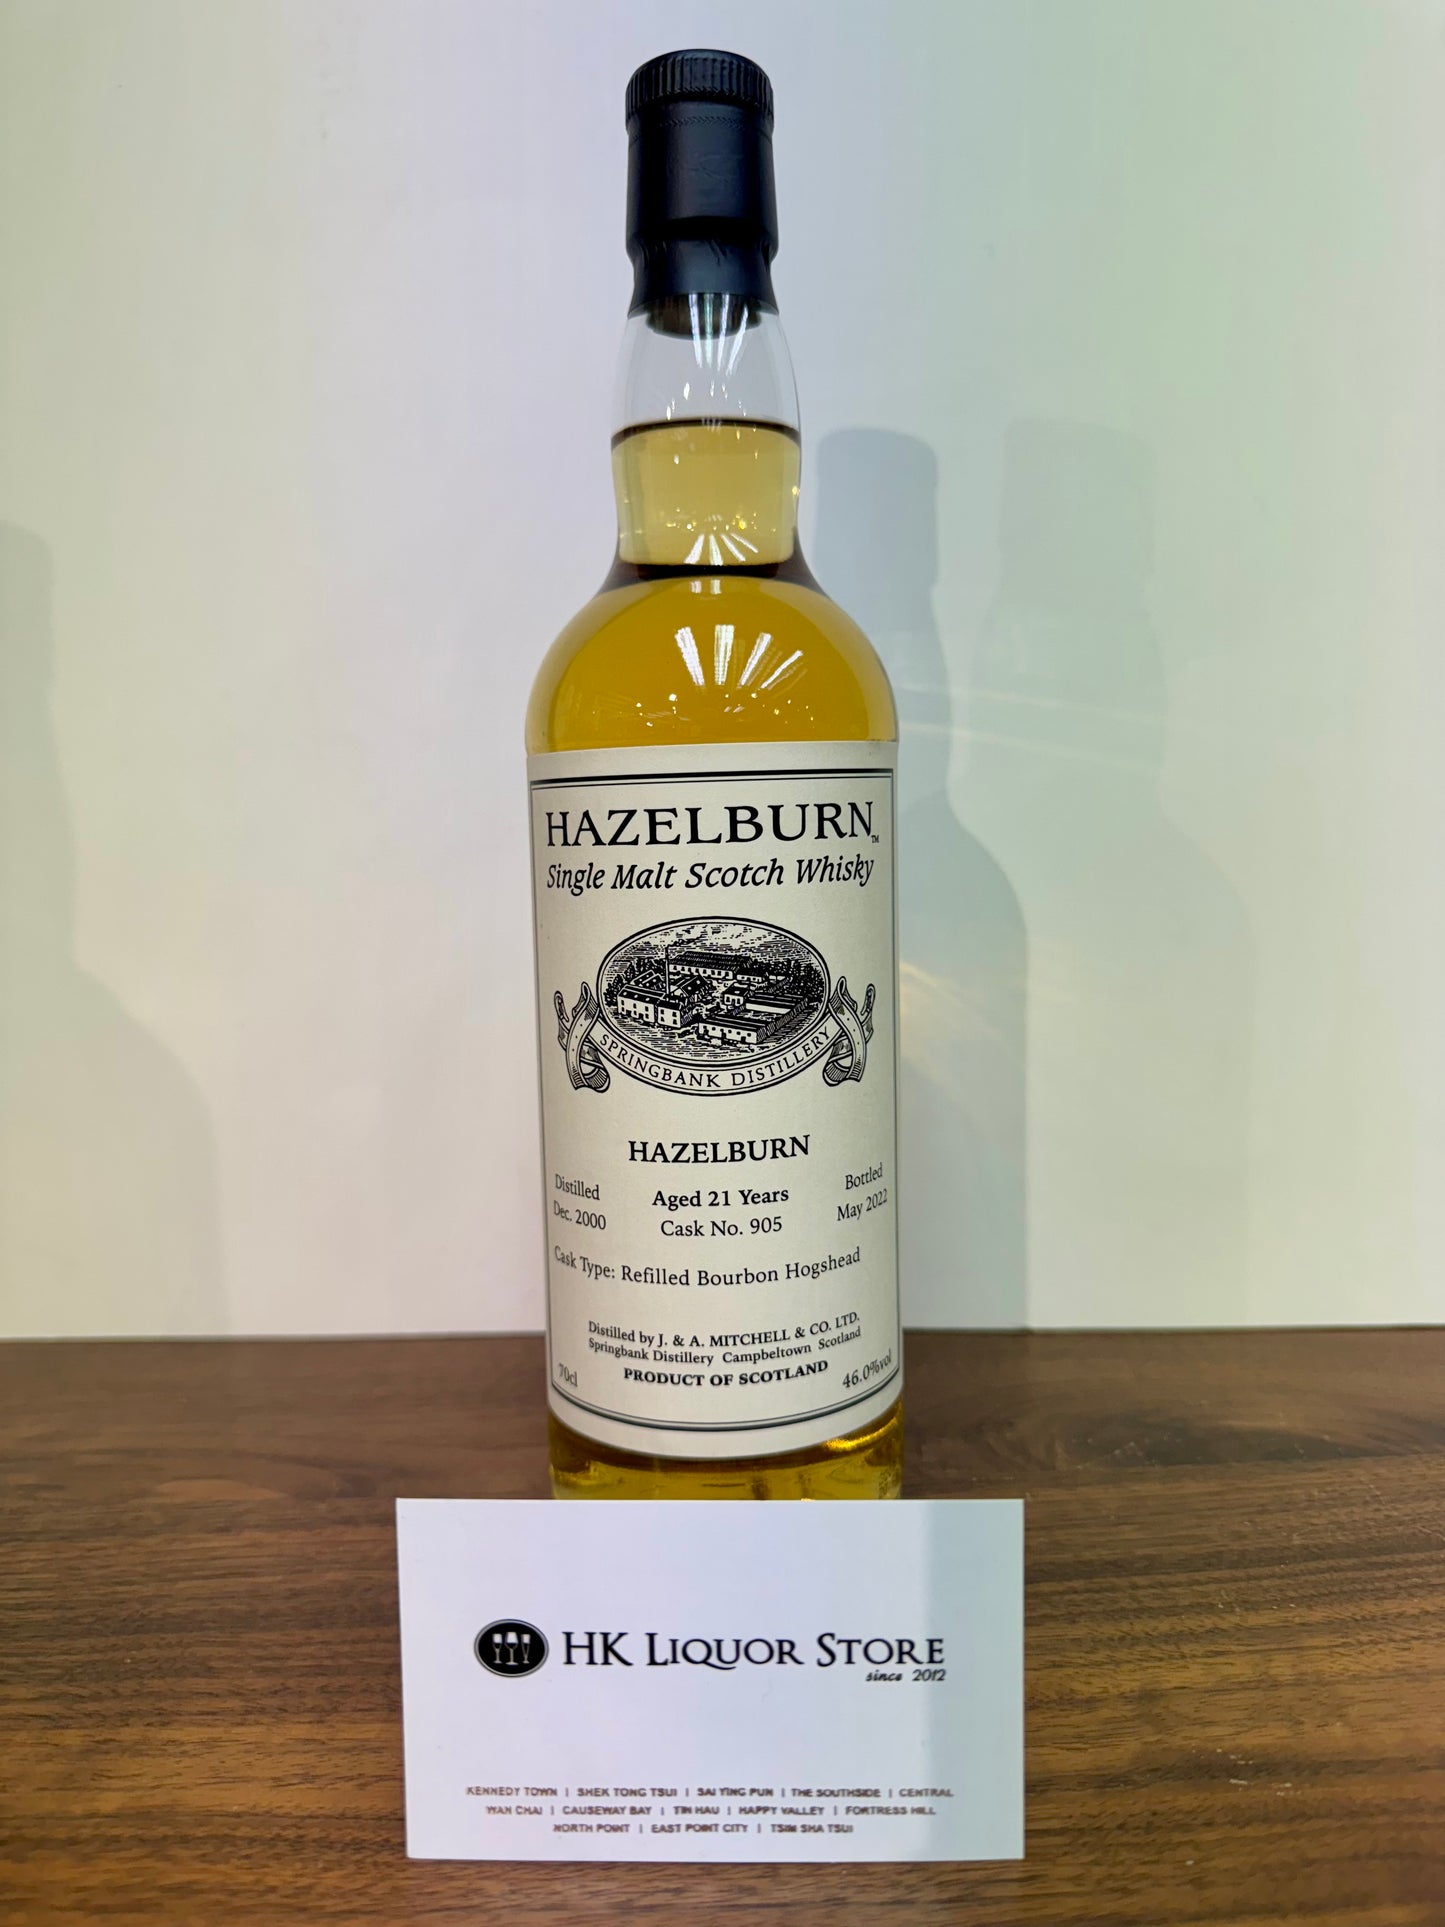 HAZELBURN™
Single Malt Scotch Whisky
SPRINGBANK DISTILLERY
HAZELBURN
Distilled
Dec. 2000
Aged 21 Years
Cask No. 905
Bottled
May 2022
Cask Type: Refilled Bourbon Hogshead
Distilled by J. & A. MITCHELL & CO. LTD.
Springbank Distillery Campbeltown Scotland
70cl
PRODUCT OF SCOTLAND
46.0%vol
HK LIQUOR STORE
since 2012
KENNEDY TOWN | SHEK TONG TSUI | SAI YING PUN | THE SOUTHSIDE | CENTRAL
WAN CHAI | CAUSEWAY BAY | TIN HAU | HAPPY VALLEY | FORTRESS HILL
NORTH POINT | EAST POINT CITY | TSIM SHA TSUI